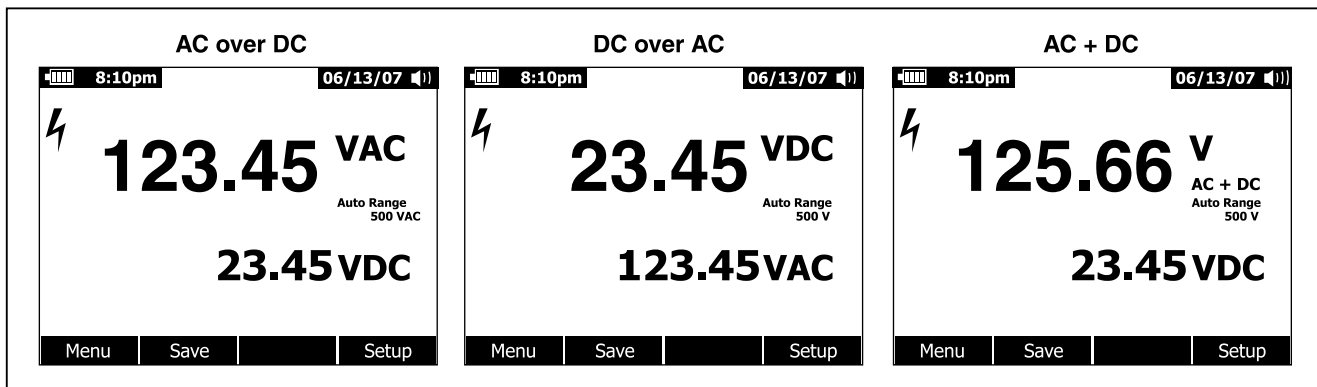 AC over DC
8:10pm 06/13/07
123.45 VAC
Auto Range
500 VAC
23.45 VDC
Menu Save Setup
DC over AC
8:10pm 06/13/07
23.45 VDC
Auto Range
500 V
123.45 VAC
Menu Save Setup
AC + DC
8:10pm 06/13/07
125.66 V
AC + DC
Auto Range
500 V
23.45 VDC
Menu Save Setup